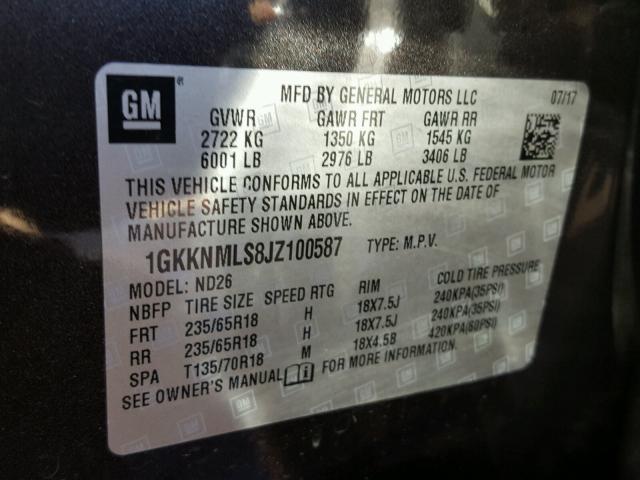 GM ®
MFD BY GENERAL MOTORS LLC 07/17
GVWR GAWR FRT GAWR RR
2722 KG 1350 KG 1545 KG
6001 LB 2976 LB 3406 LB
THIS VEHICLE CONFORMS TO ALL APPLICABLE U.S. FEDERAL MOTOR
VEHICLE SAFETY STANDARDS IN EFFECT ON THE DATE OF
MANUFACTURE SHOWN ABOVE.
1GKKNMLS8JZ100587 TYPE: M.P.V.
MODEL: ND26
NBFP TIRE SIZE SPEED RTG RIM COLD TIRE PRESSURE
FRT 235/65R18 H 18X7.5J 240KPA(35PSI)
RR 235/65R18 H 18X7.5J 240KPA(35PSI)
SPA T135/70R18 M 18X4.5B 420KPA(60PSI)
SEE OWNER'S MANUAL FOR MORE INFORMATION.